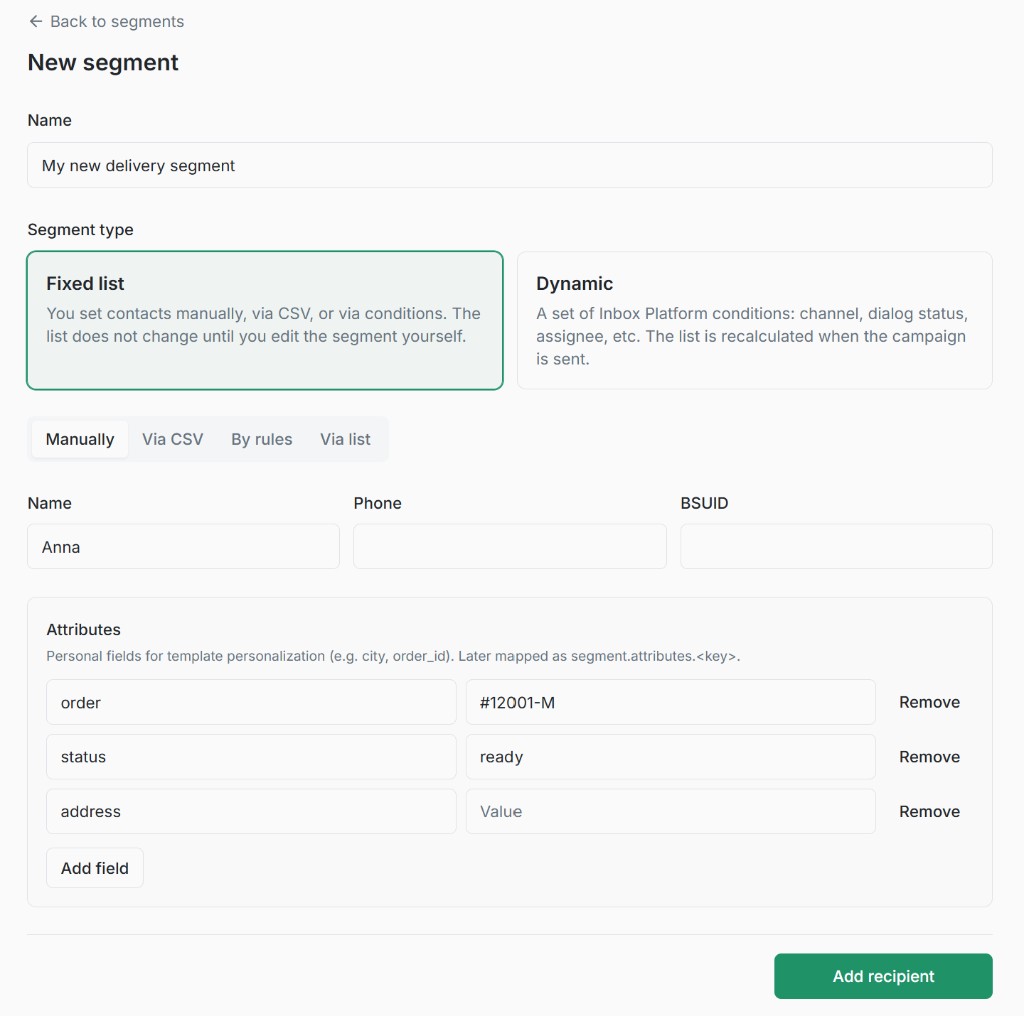 ← Back to segments
New segment
Name
My new delivery segment
Segment type
Fixed list
You set contacts manually, via CSV, or via conditions. The
list does not change until you edit the segment yourself.
Dynamic
A set of Inbox Platform conditions: channel, dialog status,
assignee, etc. The list is recalculated when the campaign
is sent.
Manually Via CSV By rules Via list
Name Phone BSUID
Anna
Attributes
Personal fields for template personalization (e.g. city, order_id). Later mapped as segment.attributes.<key>.
order #12001-M Remove
status ready Remove
address Value Remove
Add field
Add recipient